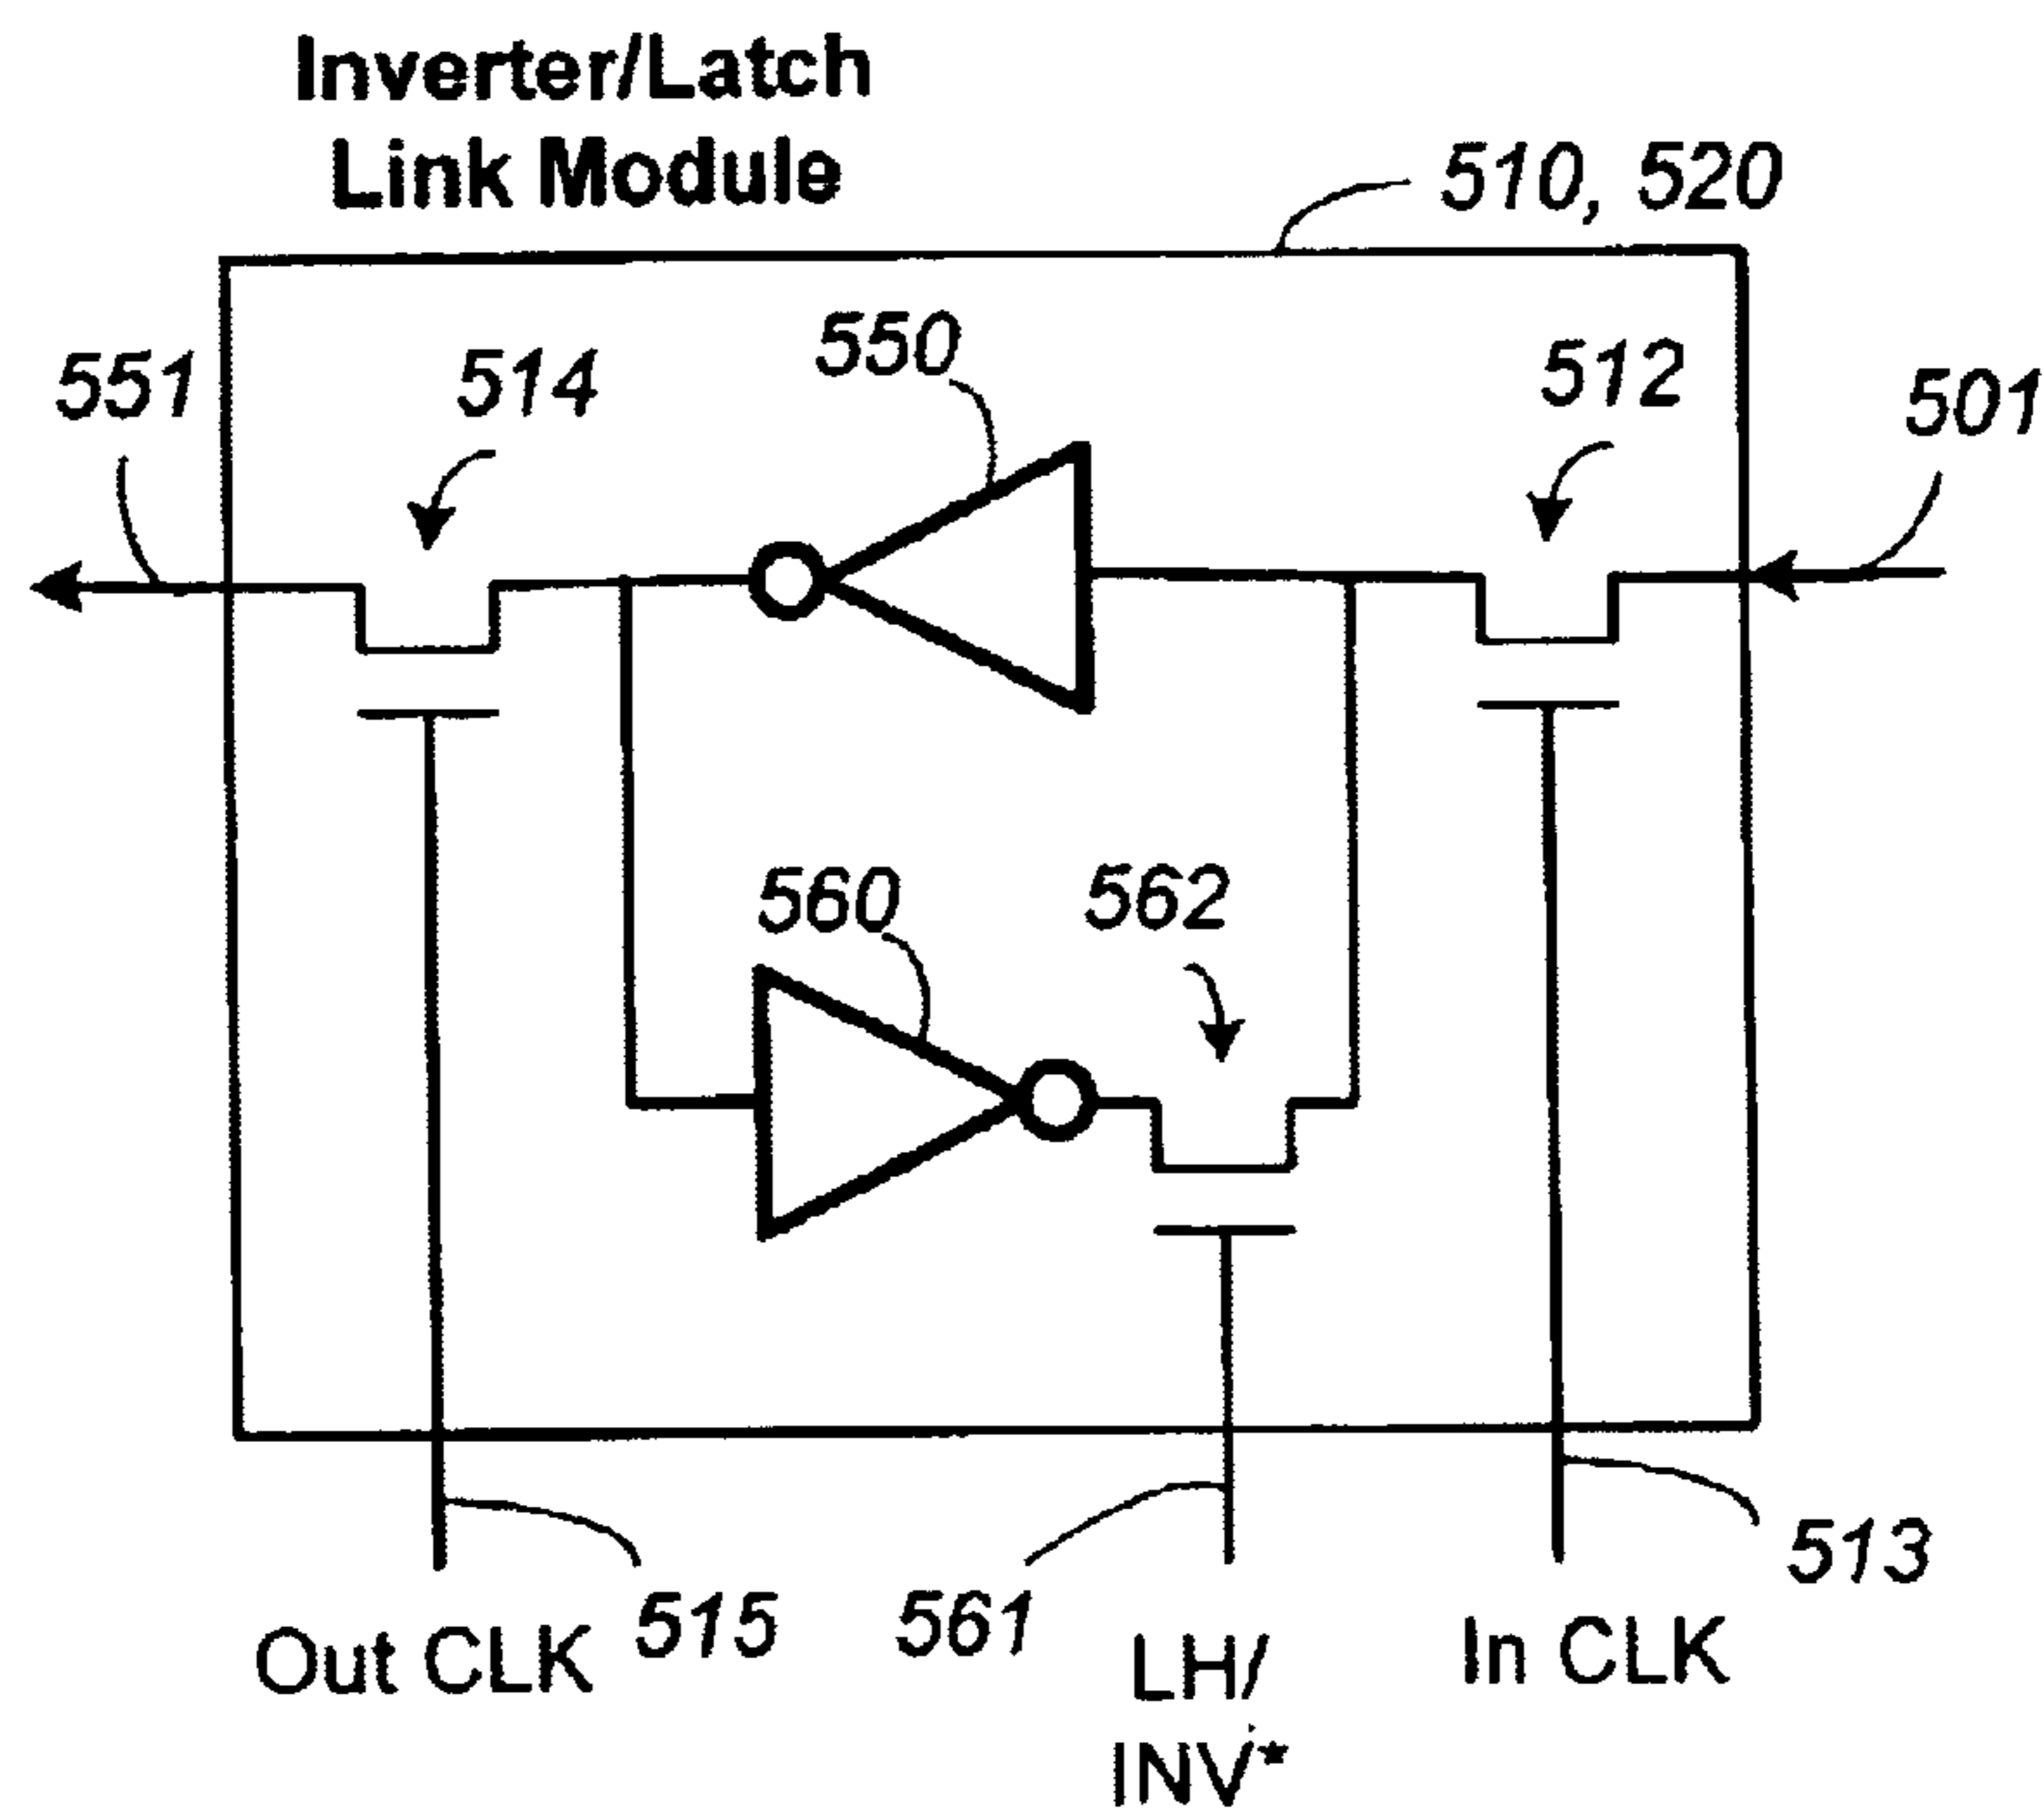 Inverter/Latch
Link Module
510, 520
550
512
551
514
501
560
562
515
561
513
Out CLK
LH/
INV*
In CLK